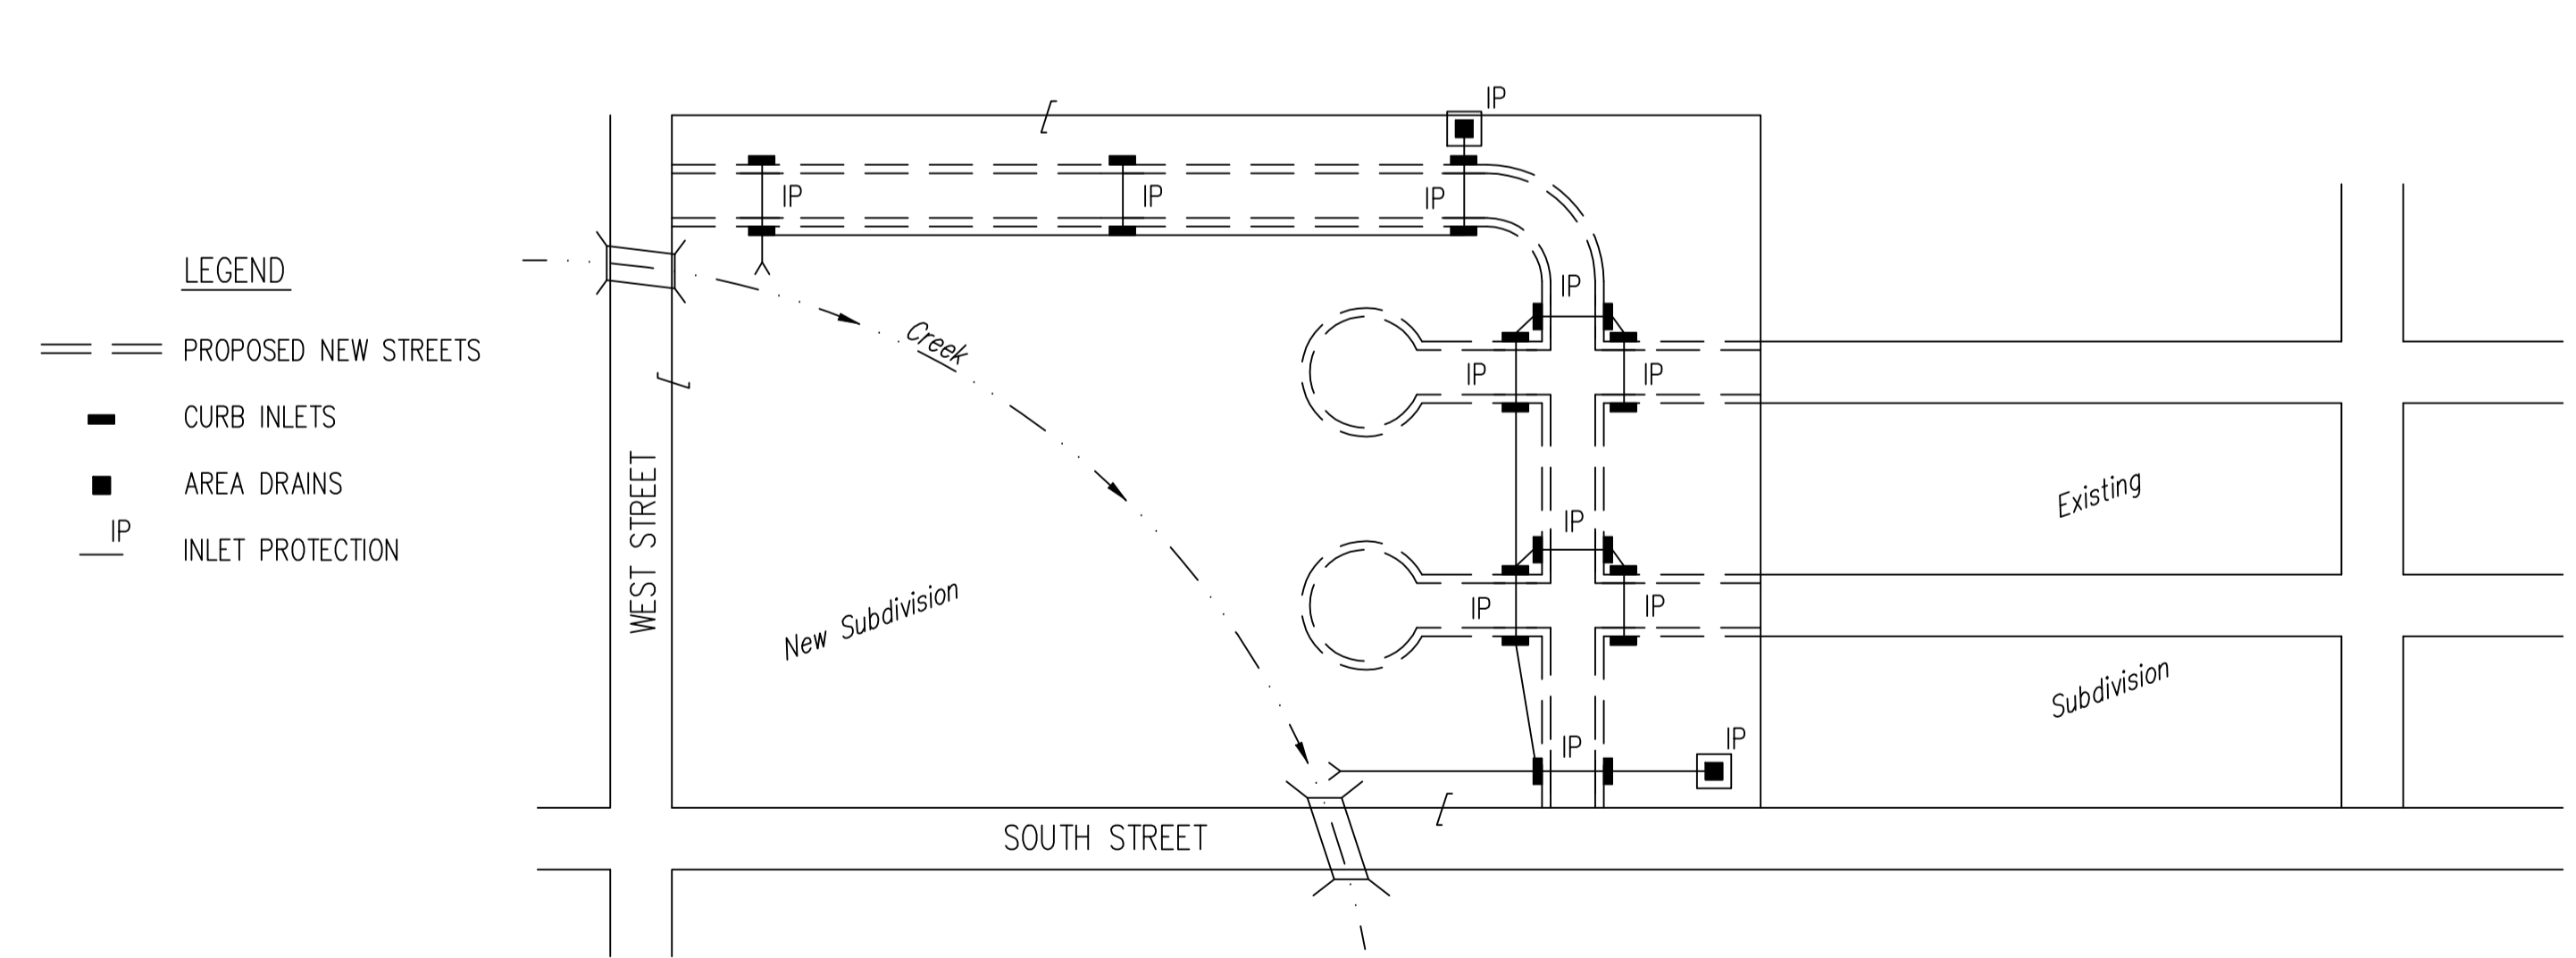 IP
IP
IP
IP
LEGEND
PROPOSED NEW STREETS
CURB INLETS
AREA DRAINS
IP
INLET PROTECTION
WEST STREET
Creek
New Subdivision
IP
IP
IP
IP
IP
IP
IP
IP
Existing
Subdivision
SOUTH STREET